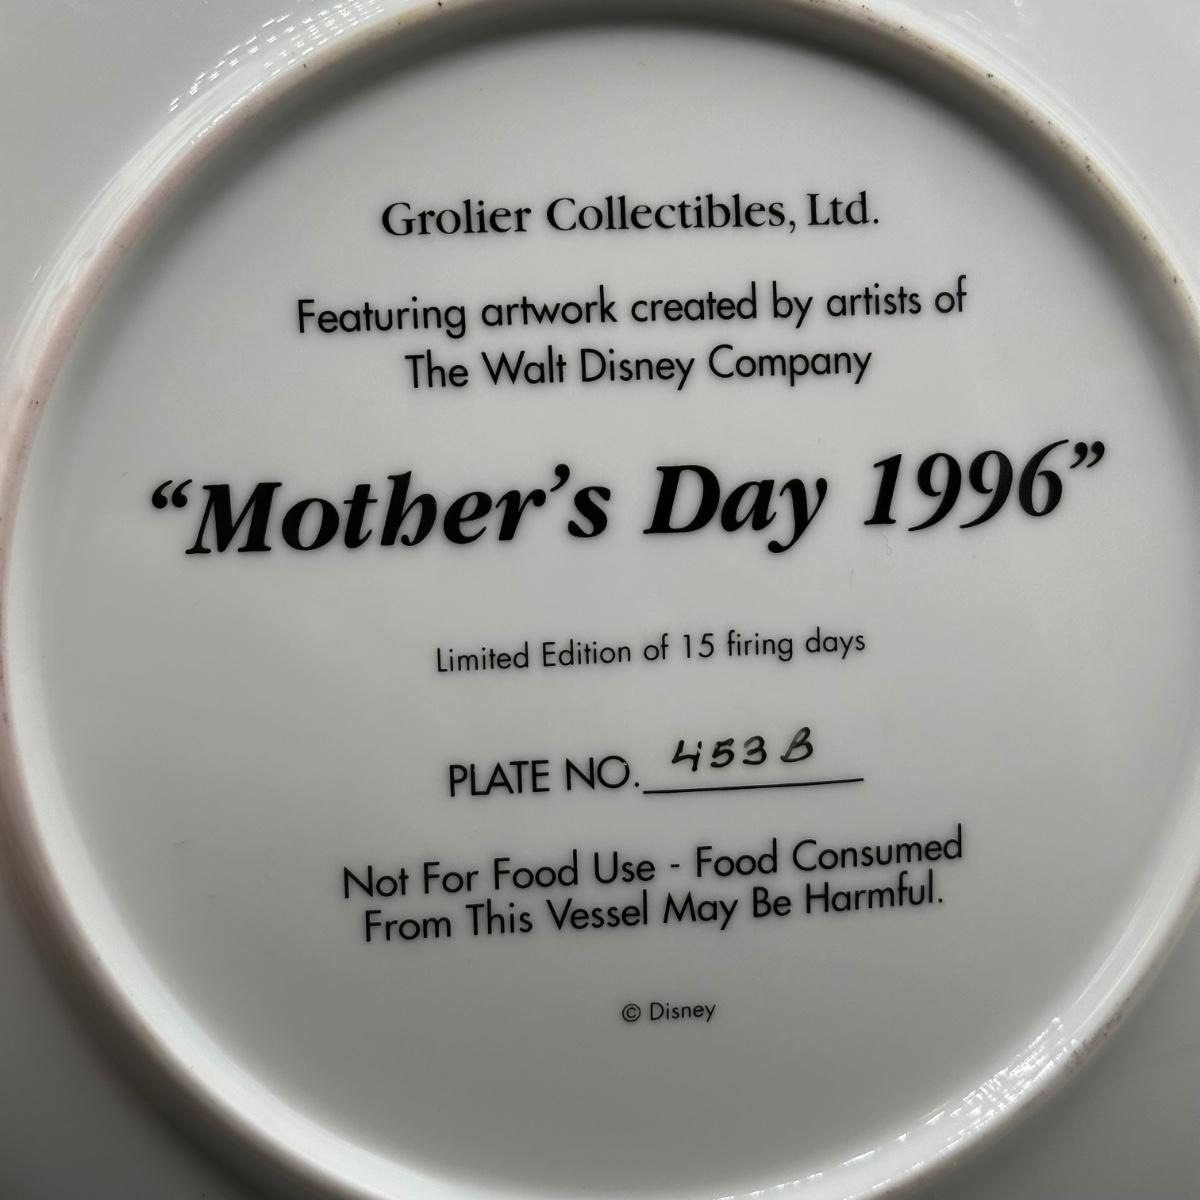 Grolier Collectibles, Ltd.
Featuring artwork created by artists of
The Walt Disney Company
“Mother’s Day 1996”
Limited Edition of 15 firing days
PLATE NO. 453B
Not For Food Use - Food Consumed
From This Vessel May Be Harmful.
© Disney